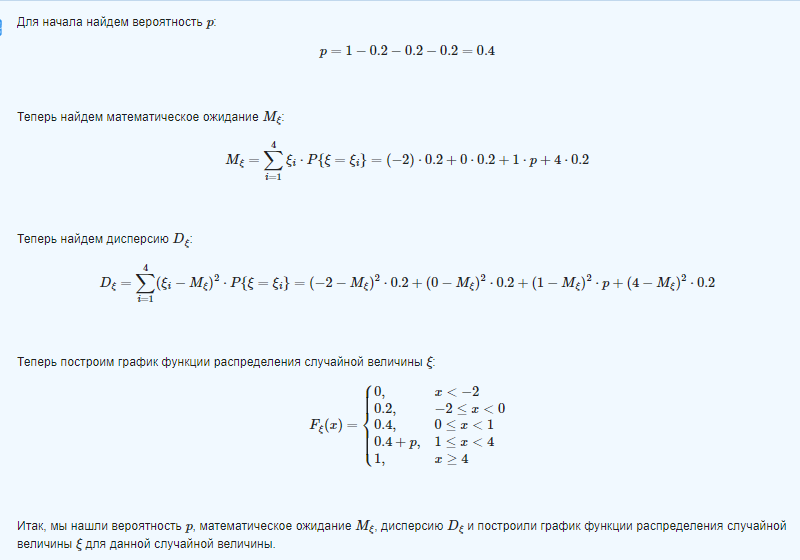 Для начала найдем вероятность p:
p = 1 − 0.2 − 0.2 − 0.2 = 0.4
Теперь найдем математическое ожидание M_ξ:
M_ξ = ∑_{i=1}^{4} ξ_i · P{ξ = ξ_i} = (−2) · 0.2 + 0 · 0.2 + 1 · p + 4 · 0.2
Теперь найдем дисперсию D_ξ:
D_ξ = ∑_{i=1}^{4} (ξ_i − M_ξ)² · P{ξ = ξ_i} = (−2 − M_ξ)² · 0.2 + (0 − M_ξ)² · 0.2 + (1 − M_ξ)² · p + (4 − M_ξ)² · 0.2
Теперь построим график функции распределения случайной величины ξ:
0, x < −2
0.2, −2 ≤ x < 0
F_ξ(x) = { 0.4, 0 ≤ x < 1
0.4 + p, 1 ≤ x < 4
1, x ≥ 4
Итак, мы нашли вероятность p, математическое ожидание M_ξ, дисперсию D_ξ и построили график функции распределения случайной
величины ξ для данной случайной величины.